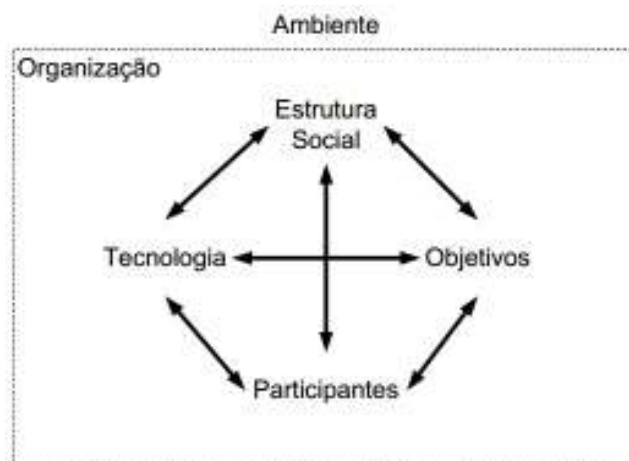 Ambiente
Organização
Estrutura
Social
Tecnologia
Objetivos
Participantes